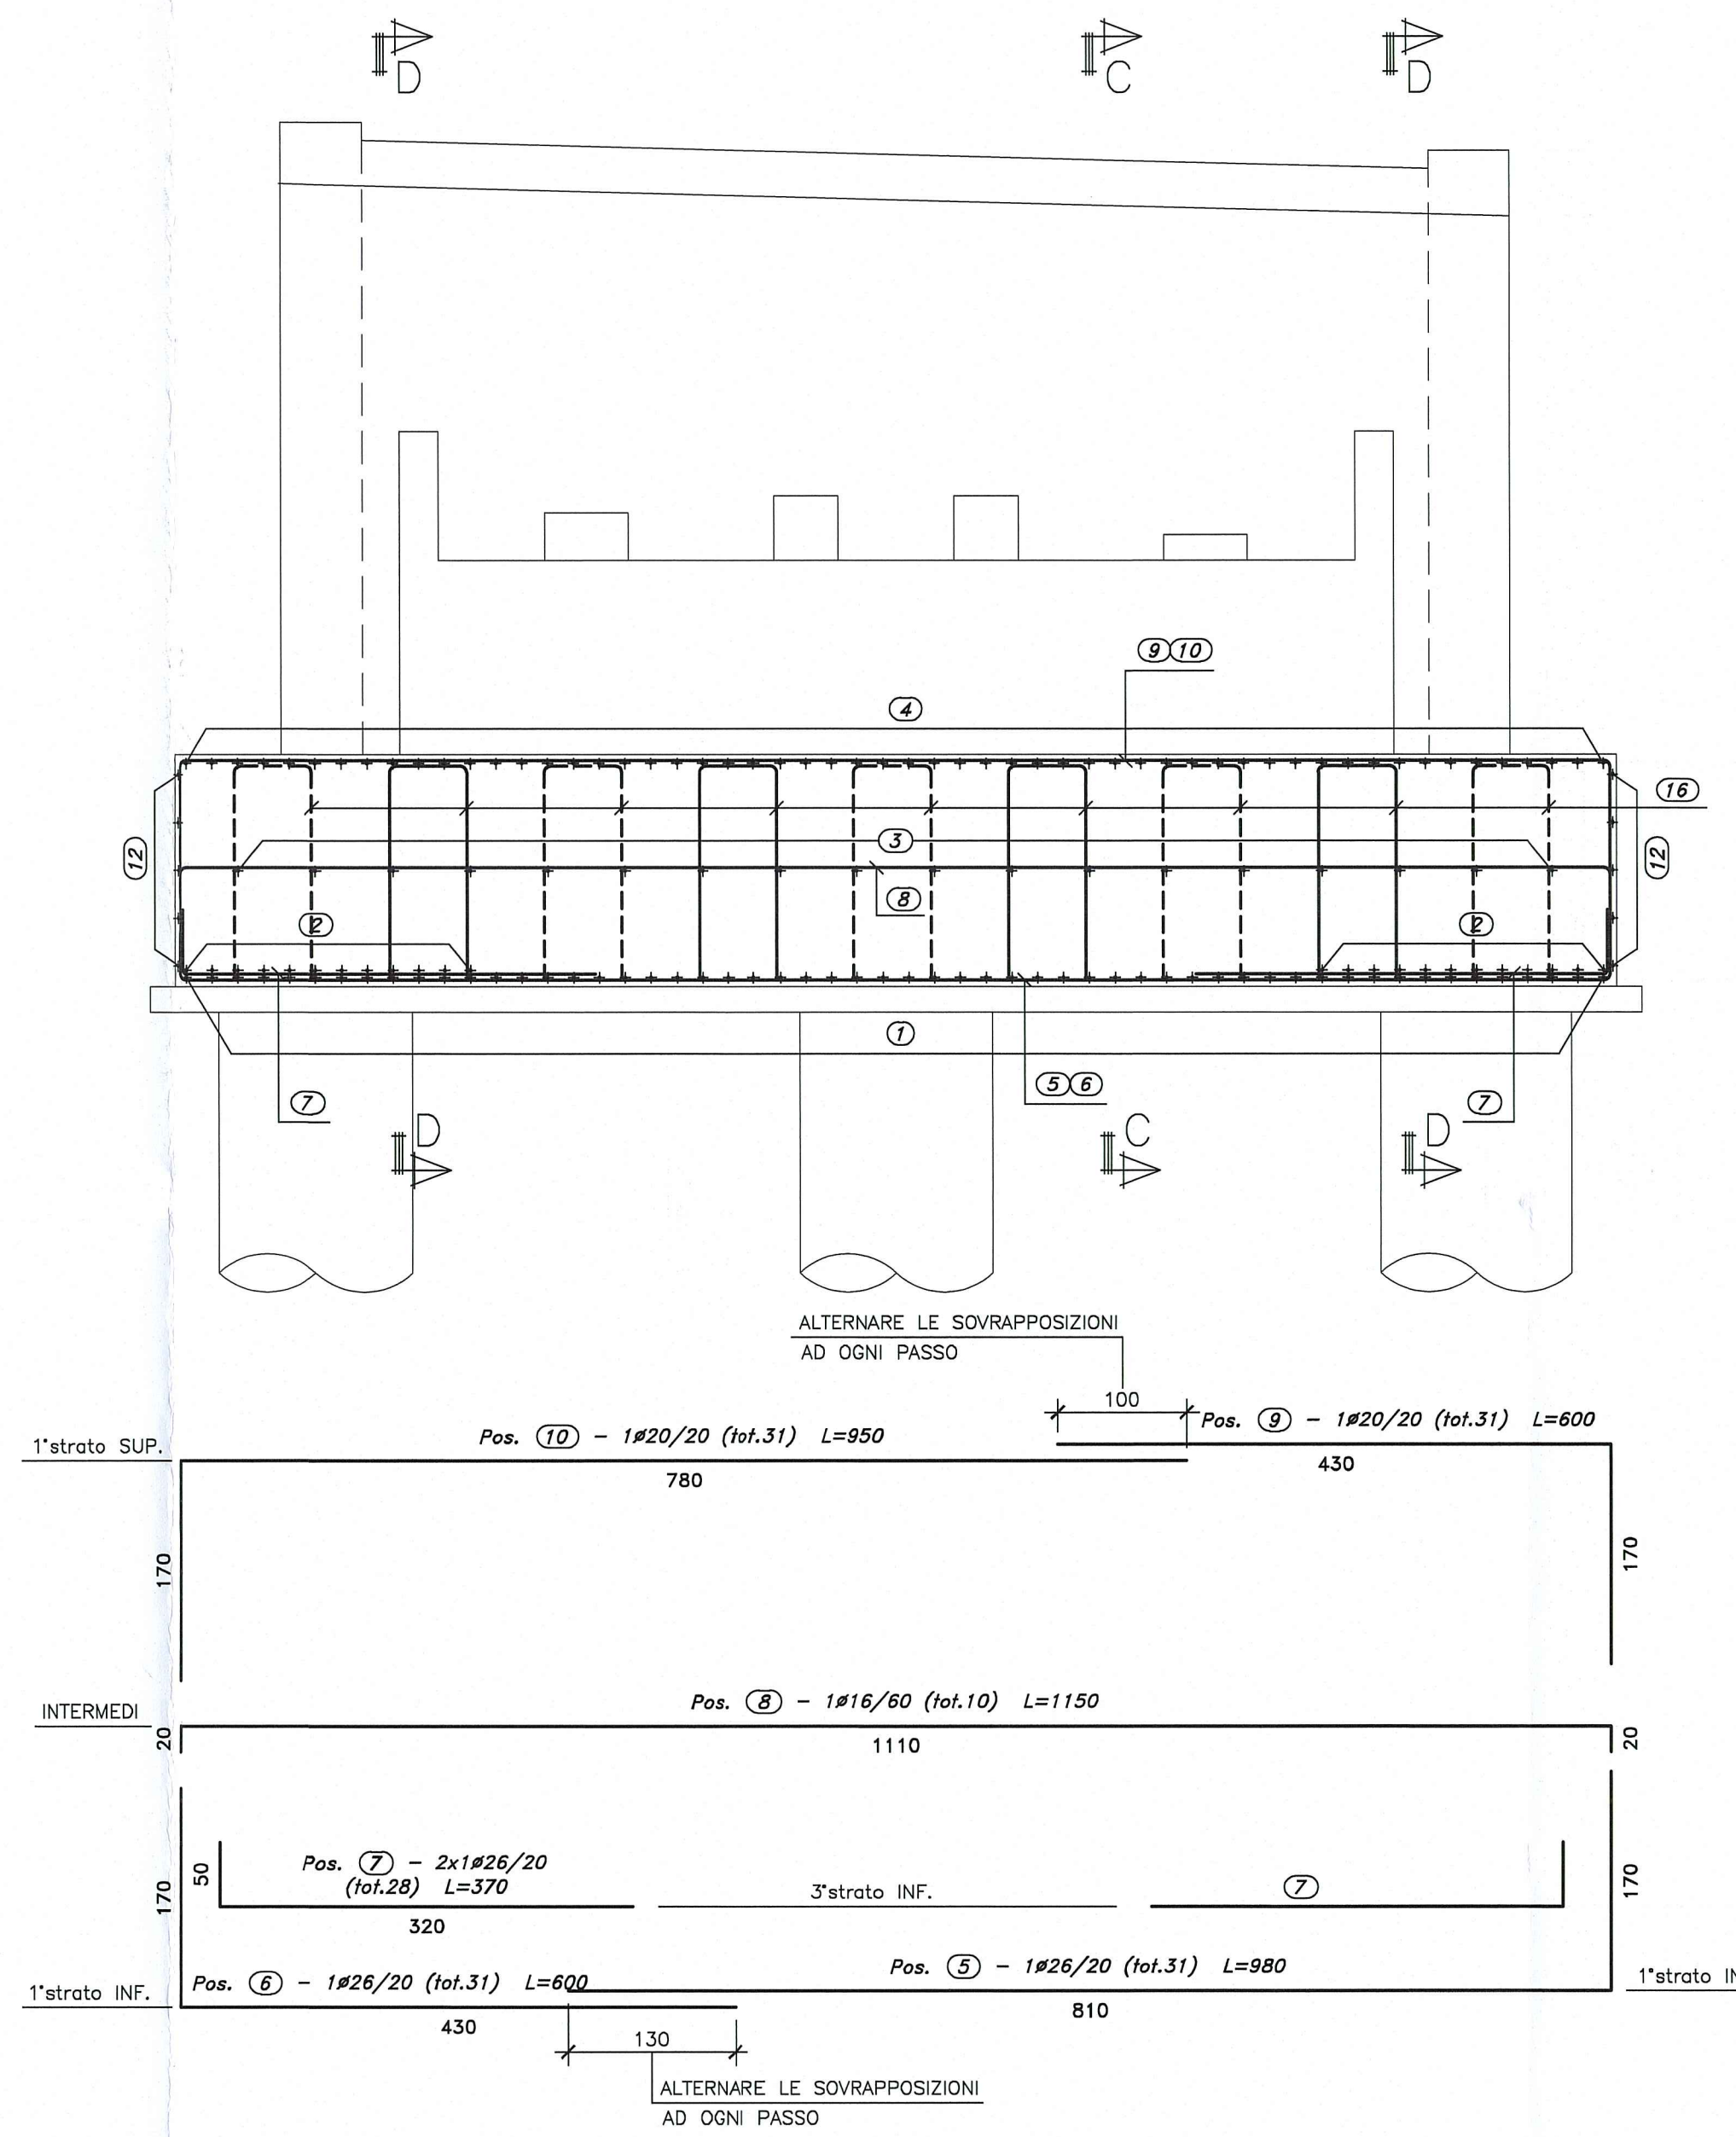 D
C
D
9 10
4
16
3
12
12
8
2
2
1
7
5 6
7
D
C
D
ALTERNARE LE SOVRAPPOSIZIONI
AD OGNI PASSO
100
Pos. 9 - 1ø20/20 (tot.31) L=600
Pos. 10 - 1ø20/20 (tot.31) L=950
1°strato SUP.
430
780
170
170
Pos. 8 - 1ø16/60 (tot.10) L=1150
INTERMEDI
20
20
1110
Pos. 7 - 2x1ø26/20
(tot.28) L=370
50
170
3°strato INF.
7
170
320
Pos. 5 - 1ø26/20 (tot.31) L=980
Pos. 6 - 1ø26/20 (tot.31) L=600
1°strato INF.
1°strato IN
810
430
130
ALTERNARE LE SOVRAPPOSIZIONI
AD OGNI PASSO